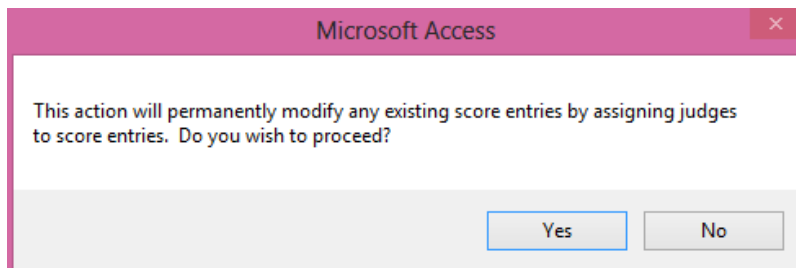 Microsoft Access
This action will permanently modify any existing score entries by assigning judges
to score entries.  Do you wish to proceed?
Yes
No